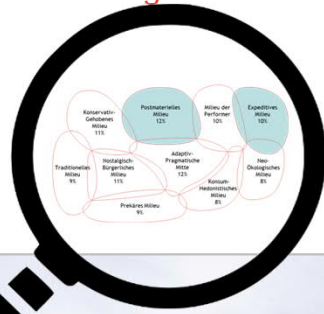 Konservativ-
Gehobenes
Milieu
11%
Postmaterielles
Milieu
12%
Milieu der
Performer
10%
Expeditives
Milieu
10%
Traditionelles
Milieu
9%
Nostalgisch-
Bürgerliches
Milieu
11%
Adaptiv-
Pragmatische
Mitte
12%
Konsum-
Hedonistisches
Milieu
8%
Neo-
Ökologisches
Milieu
8%
Prekäres Milieu
9%